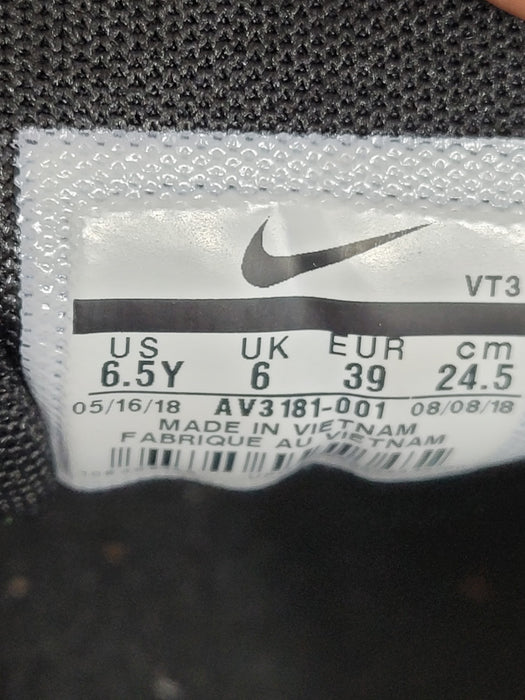 VT3
US UK EUR cm
6.5Y 6 39 24.5
05/16/18 AV3181-001 08/08/18
MADE IN VIETNAM
FABRIQUE AU VIETNAM